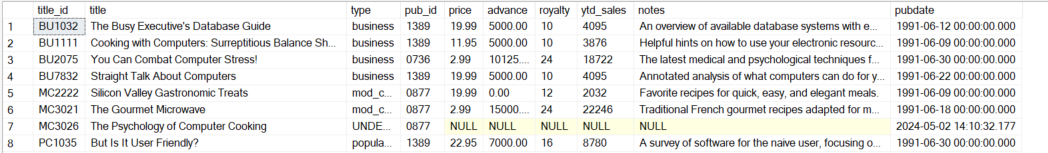 title_id title type pub_id price advance royalty ytd_sales notes pubdate
1 BU1032 The Busy Executive's Database Guide business 1389 19.99 5000.00 10 4095 An overview of available database systems with e... 1991-06-12 00:00:00.000
2 BU1111 Cooking with Computers: Surreptitious Balance Sh... business 1389 11.95 5000.00 10 3876 Helpful hints on how to use your electronic resourc... 1991-06-09 00:00:00.000
3 BU2075 You Can Combat Computer Stress! business 0736 2.99 10125.... 24 18722 The latest medical and psychological techniques f... 1991-06-30 00:00:00.000
4 BU7832 Straight Talk About Computers business 1389 19.99 5000.00 10 4095 Annotated analysis of what computers can do for y... 1991-06-22 00:00:00.000
5 MC2222 Silicon Valley Gastronomic Treats mod_c... 0877 19.99 0.00 12 2032 Favorite recipes for quick, easy, and elegant meals. 1991-06-09 00:00:00.000
6 MC3021 The Gourmet Microwave mod_c... 0877 2.99 15000.... 24 22246 Traditional French gourmet recipes adapted for m... 1991-06-18 00:00:00.000
7 MC3026 The Psychology of Computer Cooking UNDE... 0877 NULL NULL NULL NULL NULL 2024-05-02 14:10:32.177
8 PC1035 But Is It User Friendly? popula... 1389 22.95 7000.00 16 8780 A survey of software for the naive user, focusing o... 1991-06-30 00:00:00.000